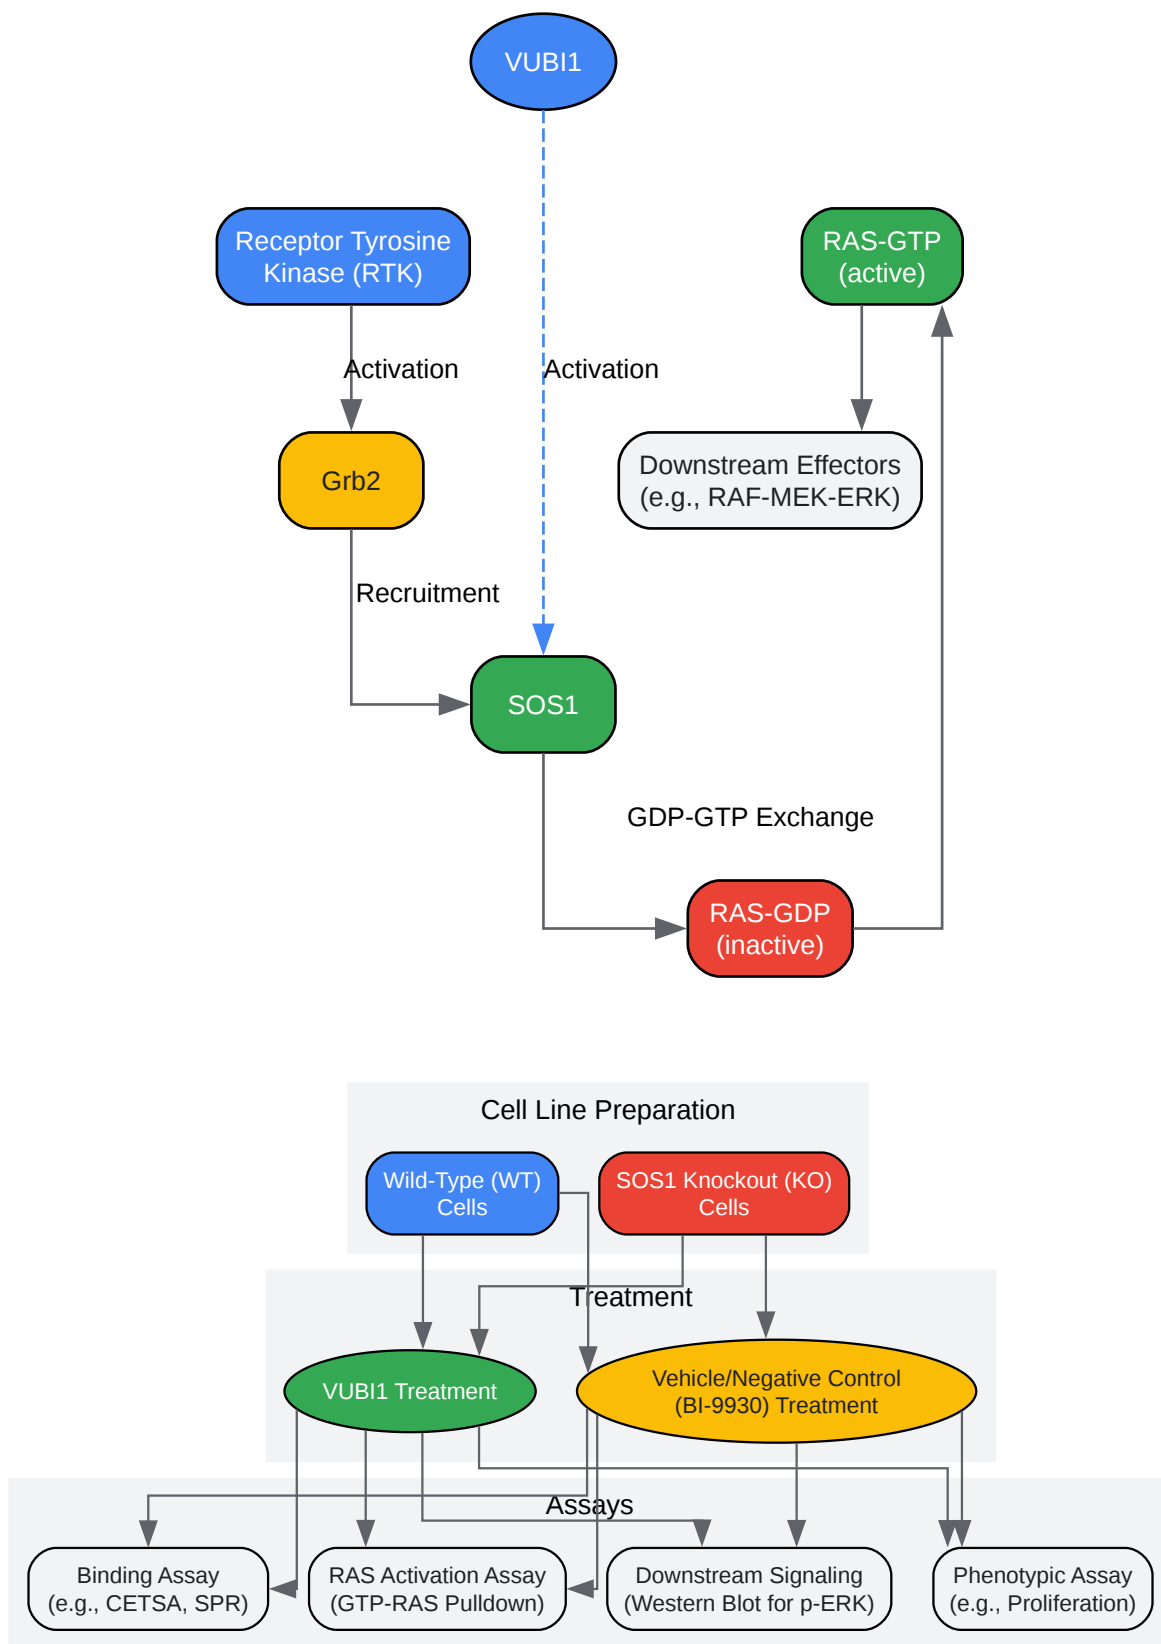 VUBI1
Receptor Tyrosine
Kinase (RTK)
RAS-GTP
(active)
Activation
Activation
Grb2
Downstream Effectors
(e.g., RAF-MEK-ERK)
Recruitment
SOS1
GDP-GTP Exchange
RAS-GDP
(inactive)
Cell Line Preparation
Wild-Type (WT)
Cells
SOS1 Knockout (KO)
Cells
Treatment
VUBI1 Treatment
Vehicle/Negative Control
(BI-9930) Treatment
Assays
Binding Assay
(e.g., CETSA, SPR)
RAS Activation Assay
(GTP-RAS Pulldown)
Downstream Signaling
(Western Blot for p-ERK)
Phenotypic Assay
(e.g., Proliferation)